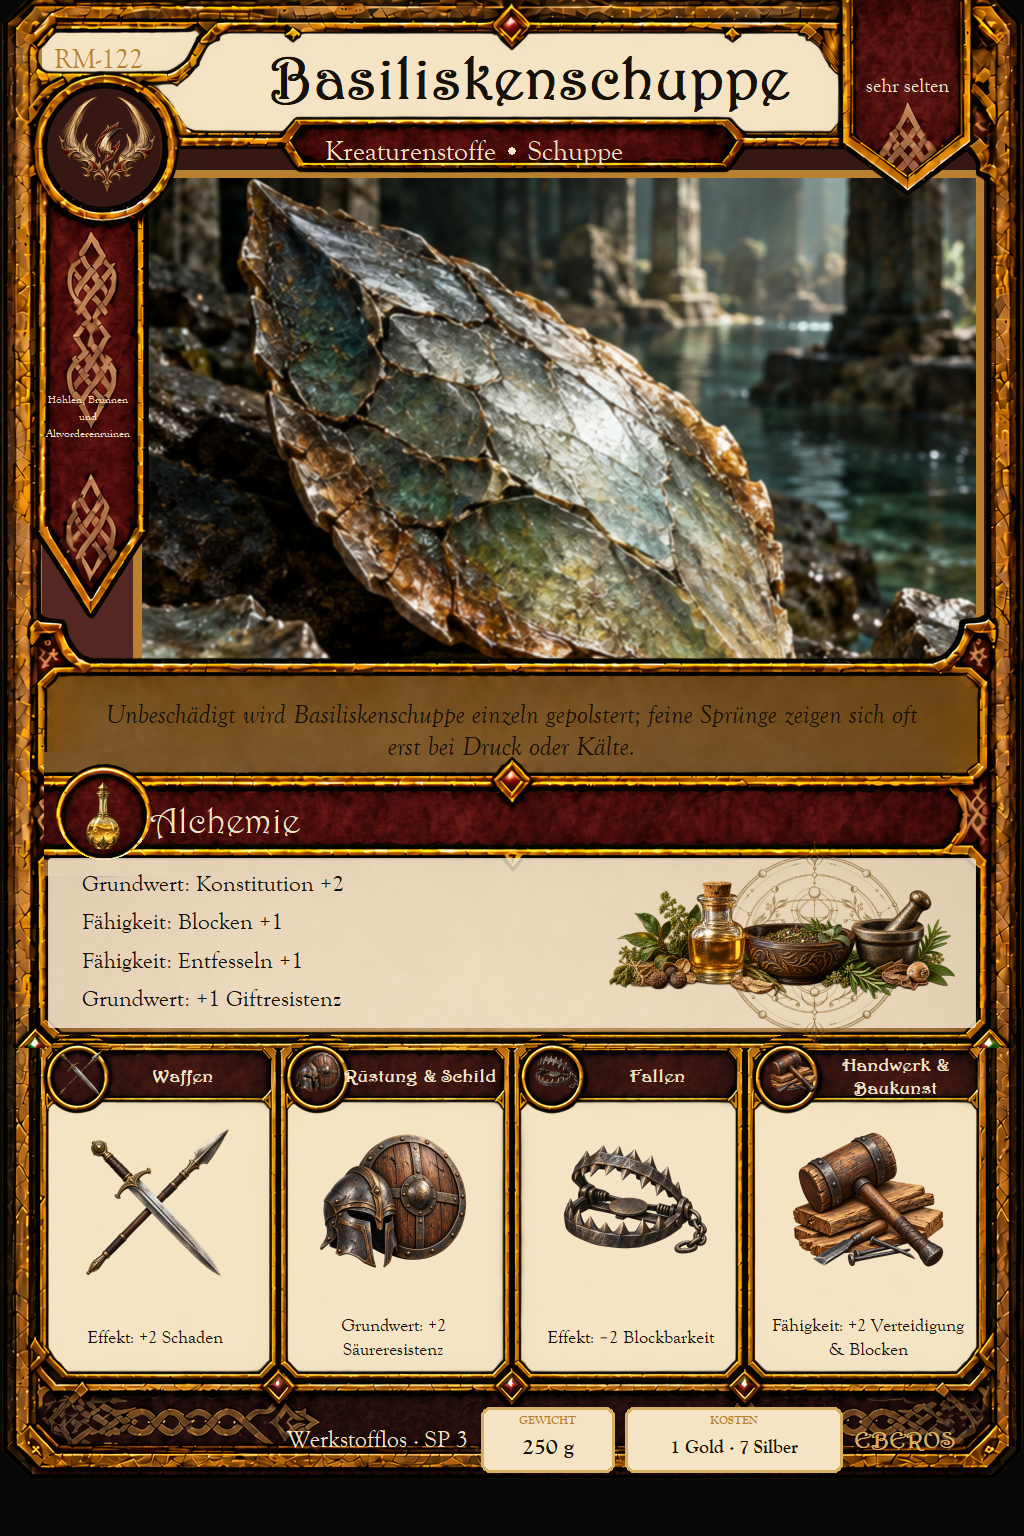 RM-122
Basiliskenschuppe
sehr selten
Kreaturenstoffe • Schuppe
Höhlen, Brunnen
und
Altvorderenruinen
Unbeschädigt wird Basiliskenschuppe einzeln gepolstert; feine Sprünge zeigen sich oft
erst bei Druck oder Kälte.
Alchemie
Grundwert: Konstitution +2
Fähigkeit: Blocken +1
Fähigkeit: Entfesseln +1
Grundwert: +1 Giftresistenz
Waffen
Rüstung & Schild
Fallen
Handwerk &
Baukunst
Effekt: +2 Schaden
Grundwert: +2
Säureresistenz
Effekt: −2 Blockbarkeit
Fähigkeit: +2 Verteidigung
& Blocken
Werkstofflos · SP 3
GEWICHT
250 g
KOSTEN
1 Gold · 7 Silber
EBEROS